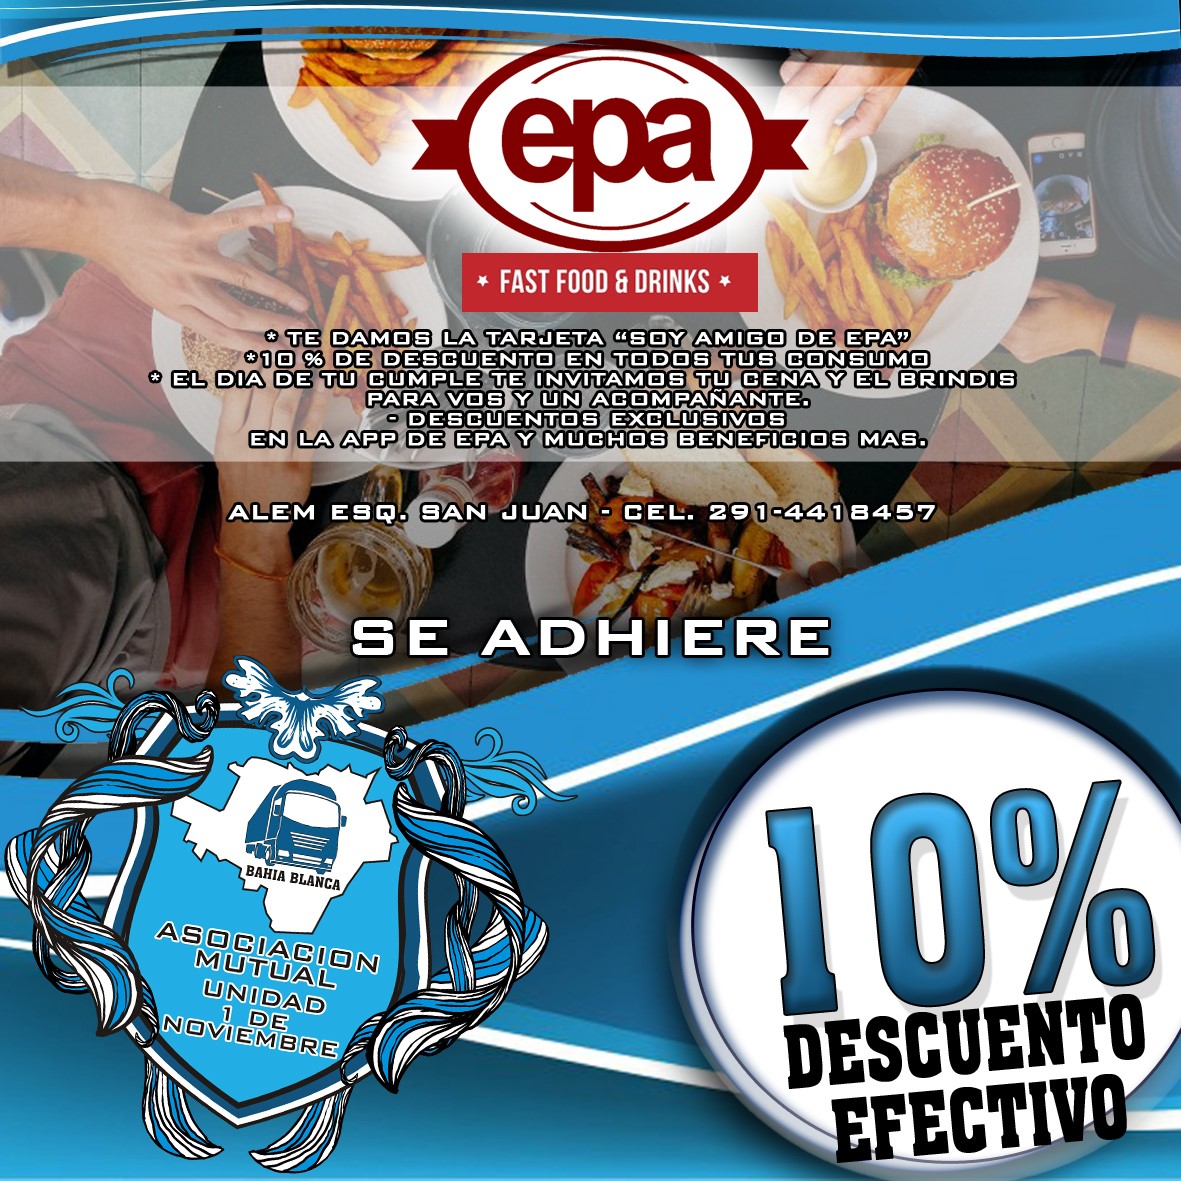 epa
* FAST FOOD & DRINKS *
* TE DAMOS LA TARJETA “SOY AMIGO DE EPA”
*10 % DE DESCUENTO EN TODOS TUS CONSUMO
* EL DIA DE TU CUMPLE TE INVITAMOS TU CENA Y EL BRINDIS
PARA VOS Y UN ACOMPAÑANTE.
- DESCUENTOS EXCLUSIVOS
EN LA APP DE EPA Y MUCHOS BENEFICIOS MAS.
ALEM ESQ. SAN JUAN - CEL. 291-4418457
SE ADHIERE
BAHIA BLANCA
ASOCIACION
MUTUAL
UNIDAD
1 DE
NOVIEMBRE
10%
DESCUENTO
EFECTIVO